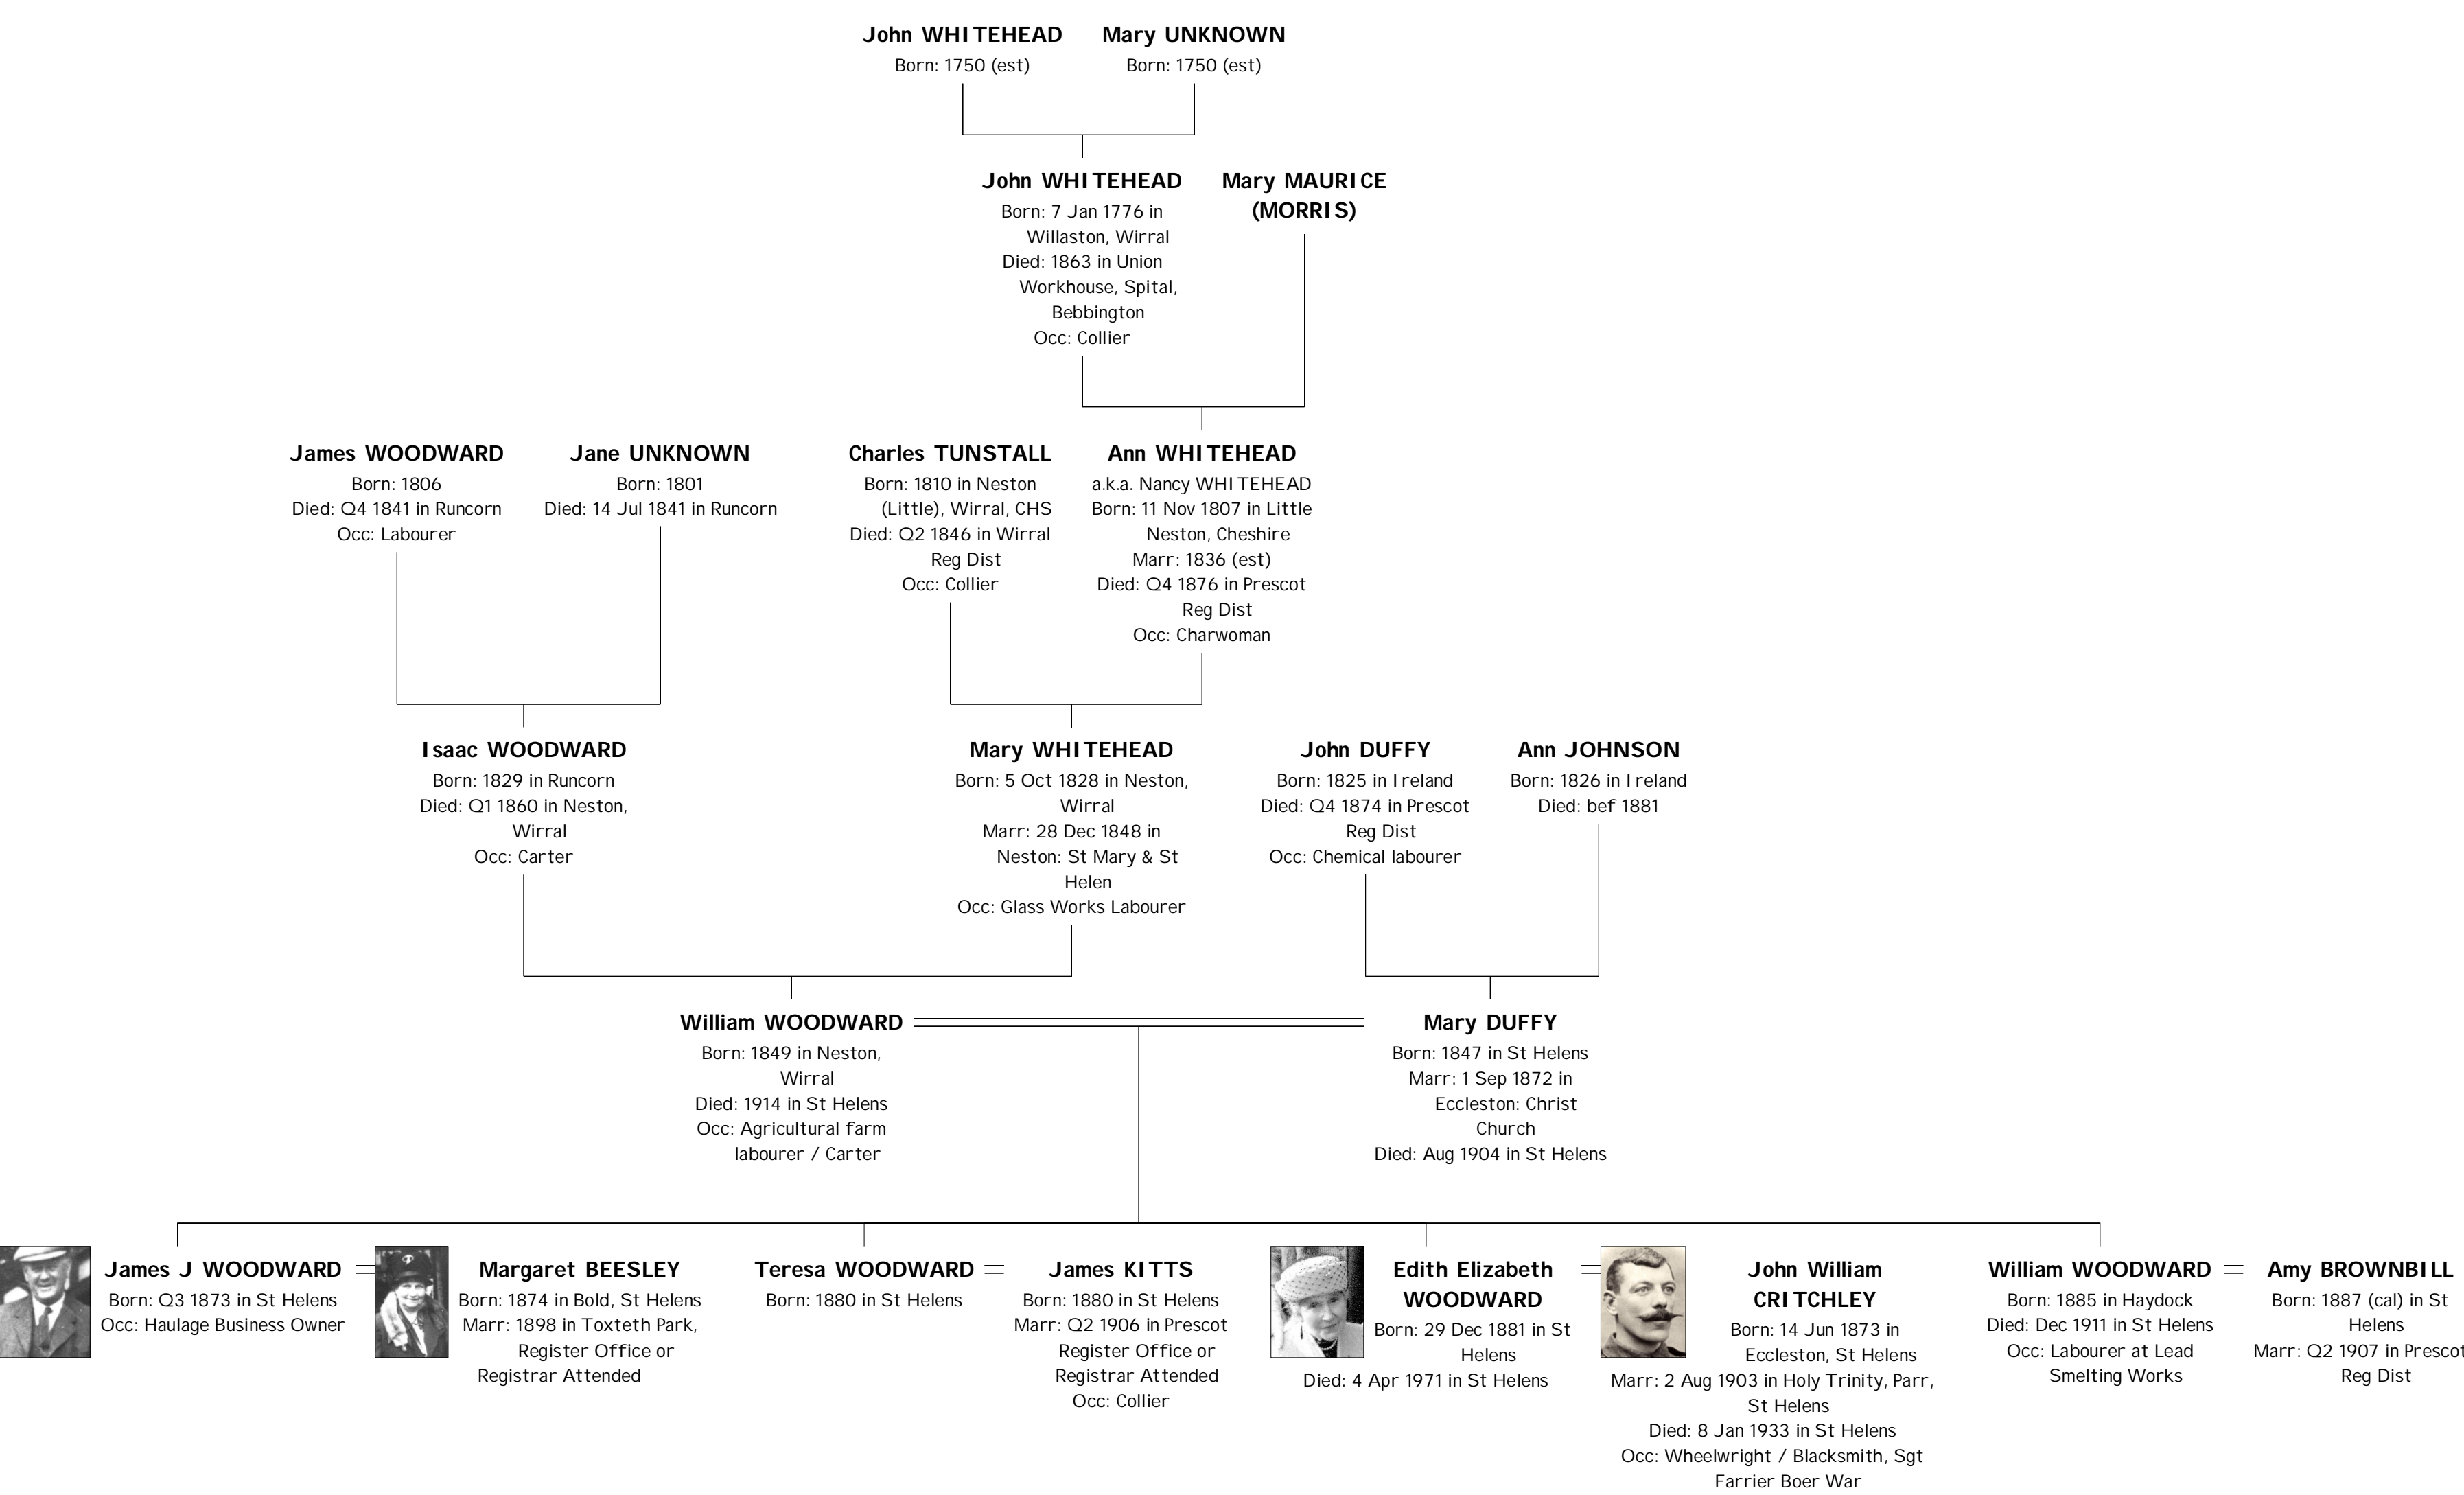 John WHITEHEAD
Born: 1750 (est)
Mary UNKNOWN
Born: 1750 (est)
John WHITEHEAD
Born: 7 Jan 1776 in
Willaston, Wirral
Died: 1863 in Union
Workhouse, Spital,
Bebbington
Occ: Collier
Mary MAURICE
(MORRIS)
James WOODWARD
Born: 1806
Died: Q4 1841 in Runcorn
Occ: Labourer
Jane UNKNOWN
Born: 1801
Died: 14 Jul 1841 in Runcorn
Charles TUNSTALL
Born: 1810 in Neston
(Little), Wirral, CHS
Died: Q2 1846 in Wirral
Reg Dist
Occ: Collier
Ann WHITEHEAD
a.k.a. Nancy WHITEHEAD
Born: 11 Nov 1807 in Little
Neston, Cheshire
Marr: 1836 (est)
Died: Q4 1876 in Prescot
Reg Dist
Occ: Charwoman
Isaac WOODWARD
Born: 1829 in Runcorn
Died: Q1 1860 in Neston,
Wirral
Occ: Carter
Mary WHITEHEAD
Born: 5 Oct 1828 in Neston,
Wirral
Marr: 28 Dec 1848 in
Neston: St Mary & St
Helen
Occ: Glass Works Labourer
John DUFFY
Born: 1825 in Ireland
Died: Q4 1874 in Prescot
Reg Dist
Occ: Chemical labourer
Ann JOHNSON
Born: 1826 in Ireland
Died: bef 1881
William WOODWARD
Born: 1849 in Neston,
Wirral
Died: 1914 in St Helens
Occ: Agricultural farm
labourer / Carter
Mary DUFFY
Born: 1847 in St Helens
Marr: 1 Sep 1872 in
Eccleston: Christ
Church
Died: Aug 1904 in St Helens
James J WOODWARD
Born: Q3 1873 in St Helens
Occ: Haulage Business Owner
Margaret BEESLEY
Born: 1874 in Bold, St Helens
Marr: 1898 in Toxteth Park,
Register Office or
Registrar Attended
Teresa WOODWARD
Born: 1880 in St Helens
James KITTS
Born: 1880 in St Helens
Marr: Q2 1906 in Prescot
Register Office or
Registrar Attended
Occ: Collier
Edith Elizabeth
WOODWARD
Born: 29 Dec 1881 in St
Helens
Died: 4 Apr 1971 in St Helens
John William
CRITCHLEY
Born: 14 Jun 1873 in
Eccleston, St Helens
Marr: 2 Aug 1903 in Holy Trinity, Parr,
St Helens
Died: 8 Jan 1933 in St Helens
Occ: Wheelwright / Blacksmith, Sgt
Farrier Boer War
William WOODWARD
Born: 1885 in Haydock
Died: Dec 1911 in St Helens
Occ: Labourer at Lead
Smelting Works
Amy BROWNBILL
Born: 1887 (cal) in St
Helens
Marr: Q2 1907 in Prescot
Reg Dist